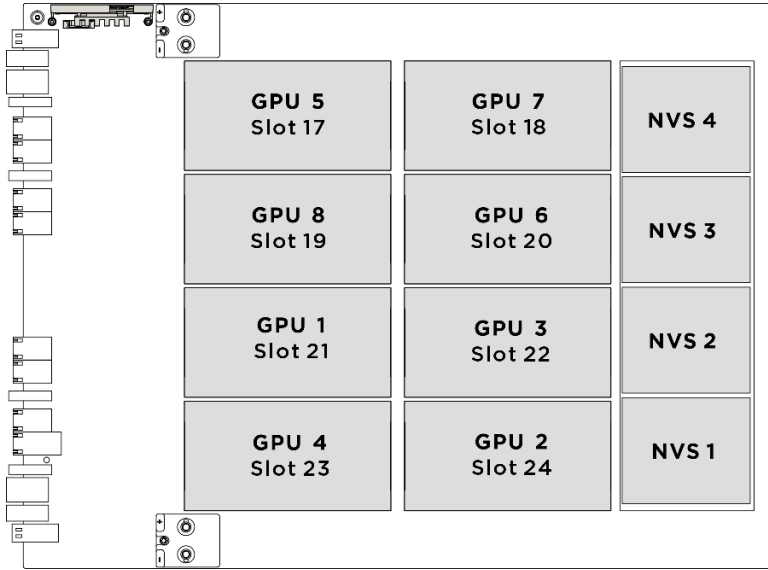 GPU 5
Slot 17
GPU 7
Slot 18
NVS 4
GPU 8
Slot 19
GPU 6
Slot 20
NVS 3
GPU 1
Slot 21
GPU 3
Slot 22
NVS 2
GPU 4
Slot 23
GPU 2
Slot 24
NVS 1